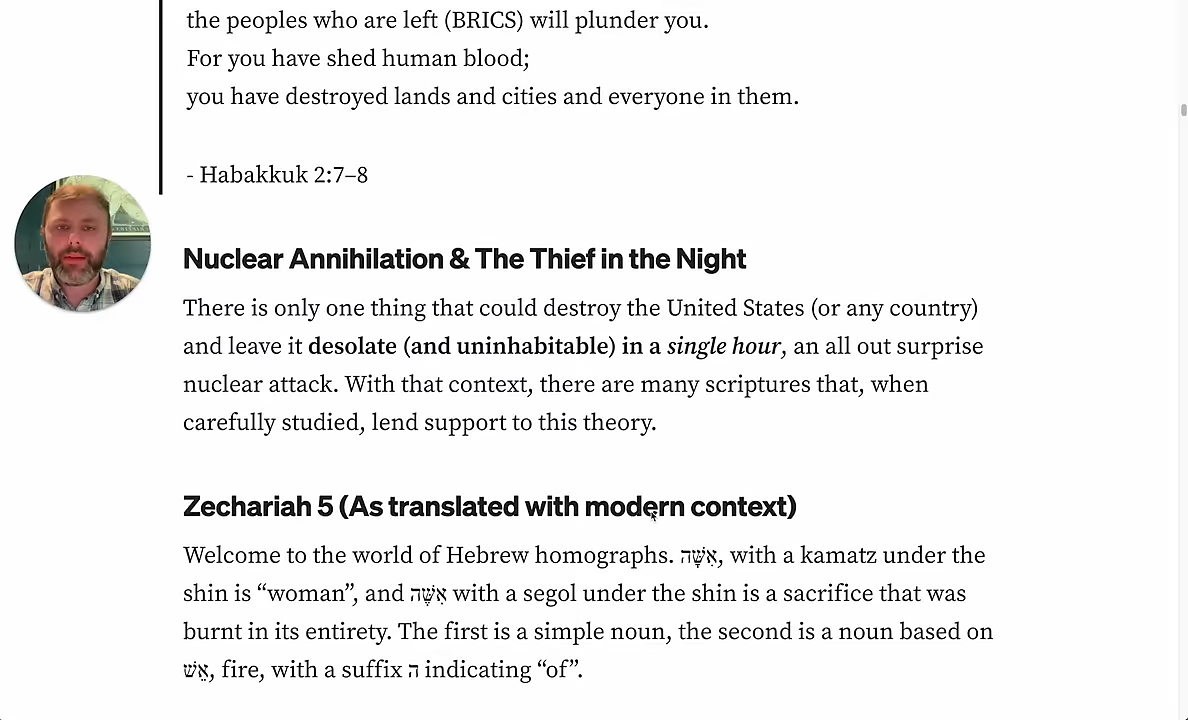 the peoples who are left (BRICS) will plunder you.
For you have shed human blood;
you have destroyed lands and cities and everyone in them.
- Habakkuk 2:7–8
Nuclear Annihilation & The Thief in the Night
There is only one thing that could destroy the United States (or any country)
and leave it desolate (and uninhabitable) in a single hour, an all out surprise
nuclear attack. With that context, there are many scriptures that, when
carefully studied, lend support to this theory.
Zechariah 5 (As translated with modern context)
Welcome to the world of Hebrew homographs. אִשָּׁה, with a kamatz under the
shin is “woman”, and אִשֶּׁה with a segol under the shin is a sacrifice that was
burnt in its entirety. The first is a simple noun, the second is a noun based on
אֵשׁ, fire, with a suffix ה indicating “of”.